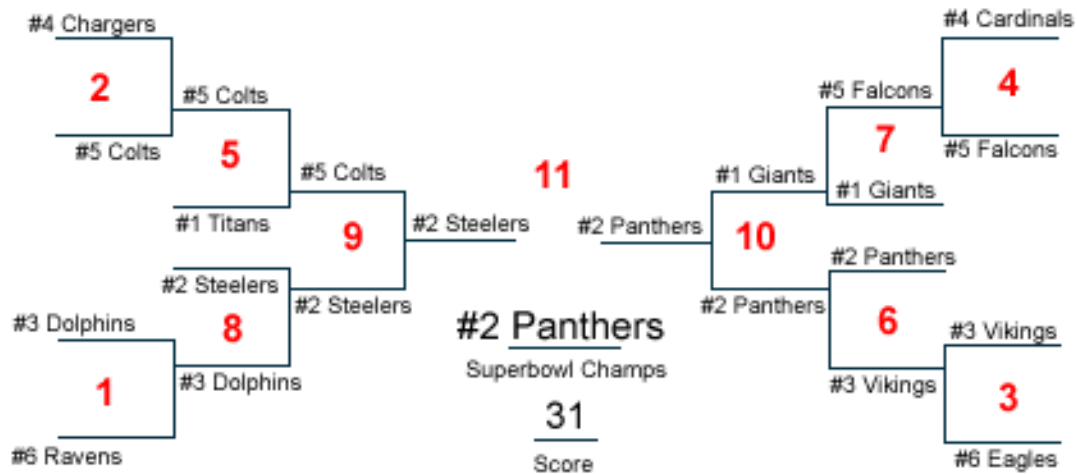 #4 Chargers
#4 Cardinals
2
4
#5 Colts
#5 Falcons
#5 Colts
#5 Falcons
5
7
#5 Colts
11
#1 Giants
#1 Giants
#1 Titans
9
#2 Steelers
#2 Panthers
10
#2 Panthers
#2 Steelers
#2 Steelers
#2 Panthers
#3 Dolphins
8
#2 Panthers
6
#3 Vikings
Superbowl Champs
#3 Dolphins
#3 Vikings
1
31
3
#6 Ravens
Score
#6 Eagles